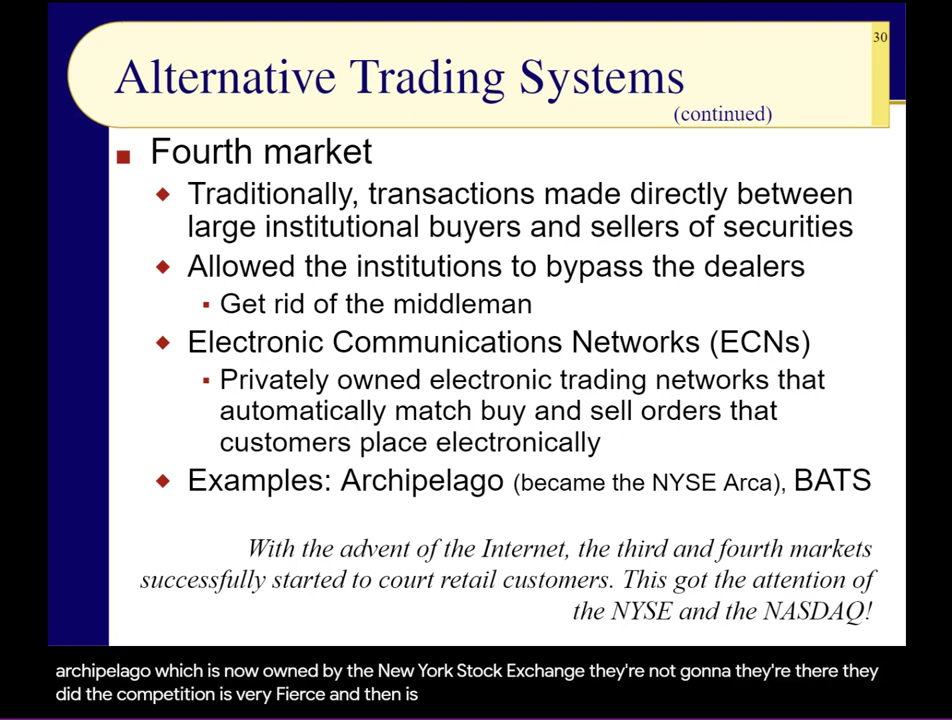 30
Alternative Trading Systems
(continued)
Fourth market
Traditionally, transactions made directly between
large institutional buyers and sellers of securities
Allowed the institutions to bypass the dealers
Get rid of the middleman
Electronic Communications Networks (ECNs)
Privately owned electronic trading networks that
automatically match buy and sell orders that
customers place electronically
Examples: Archipelago (became the NYSE Arca), BATS
With the advent of the Internet, the third and fourth markets
successfully started to court retail customers. This got the attention of
the NYSE and the NASDAQ!
archipelago which is now owned by the New York Stock Exchange they're not gonna they're there they
did the competition is very Fierce and then is